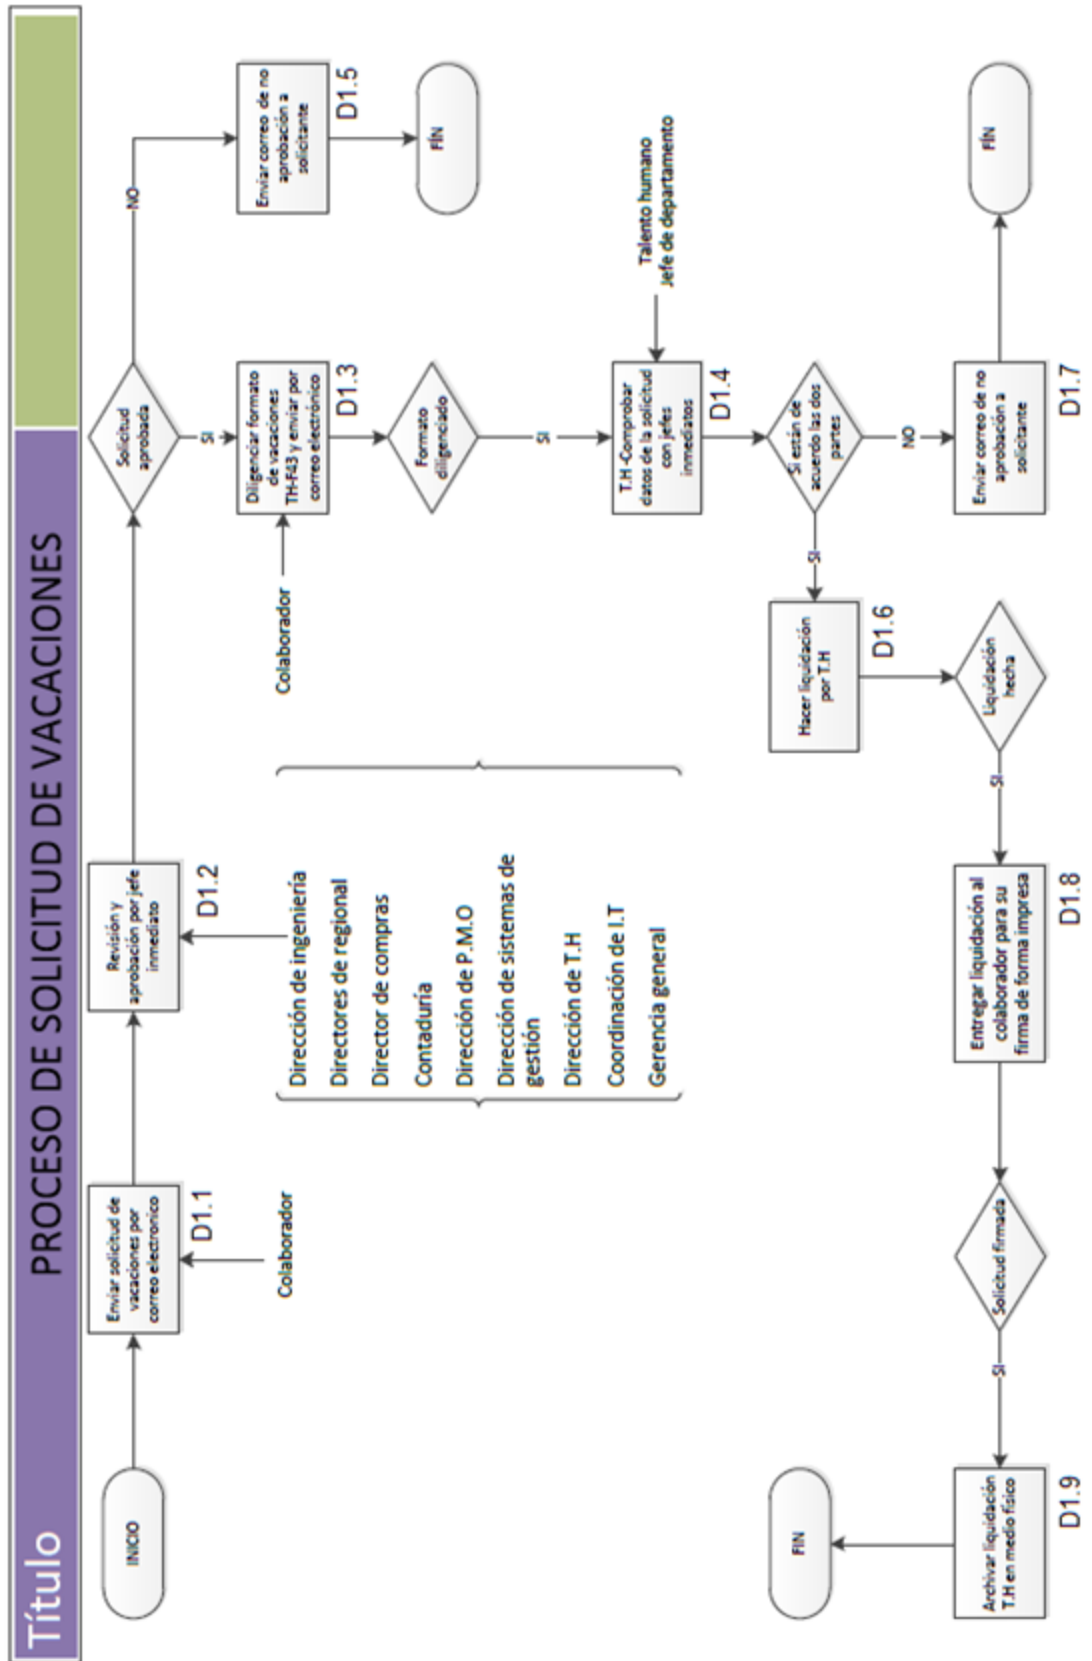 Título
PROCESO DE SOLICITUD DE VACACIONES
INICIO
Enviar solicitud de
vacaciones por
correo electronico
D1.1
Colaborador
Revisión y
aprobación por jefe
inmediato
D1.2
Dirección de ingeniería
Directores de regional
Director de compras
Contaduría
Dirección de P.M.O
Dirección de sistemas de
gestión
Dirección de T.H
Coordinación de I.T
Gerencia general
Solicitud
aprobada
NO
Enviar correo de no
aprobación a
solicitante
D1.5
FÍN
SI
Diligenciar formato
de vacaciones
TH-F43 y enviar por
correo electrónico
D1.3
Colaborador
Formato
diligenciado
SI
T.H -Comprobar
datos de la solicitud
con jefes
inmediatos
D1.4
Talento humano
Jefe de departamento
Si están de
acuerdo las dos
partes
NO
Enviar correo de no
aprobación a
solicitante
D1.7
FÍN
SI
Hacer liquidación
por T.H
D1.6
Liquidación
hecha
SI
Entregar liquidación al
colaborador para su
firma de forma impresa
D1.8
Solicitud firmada
SI
Archivar liquidación
T.H en medio físico
D1.9
FIN